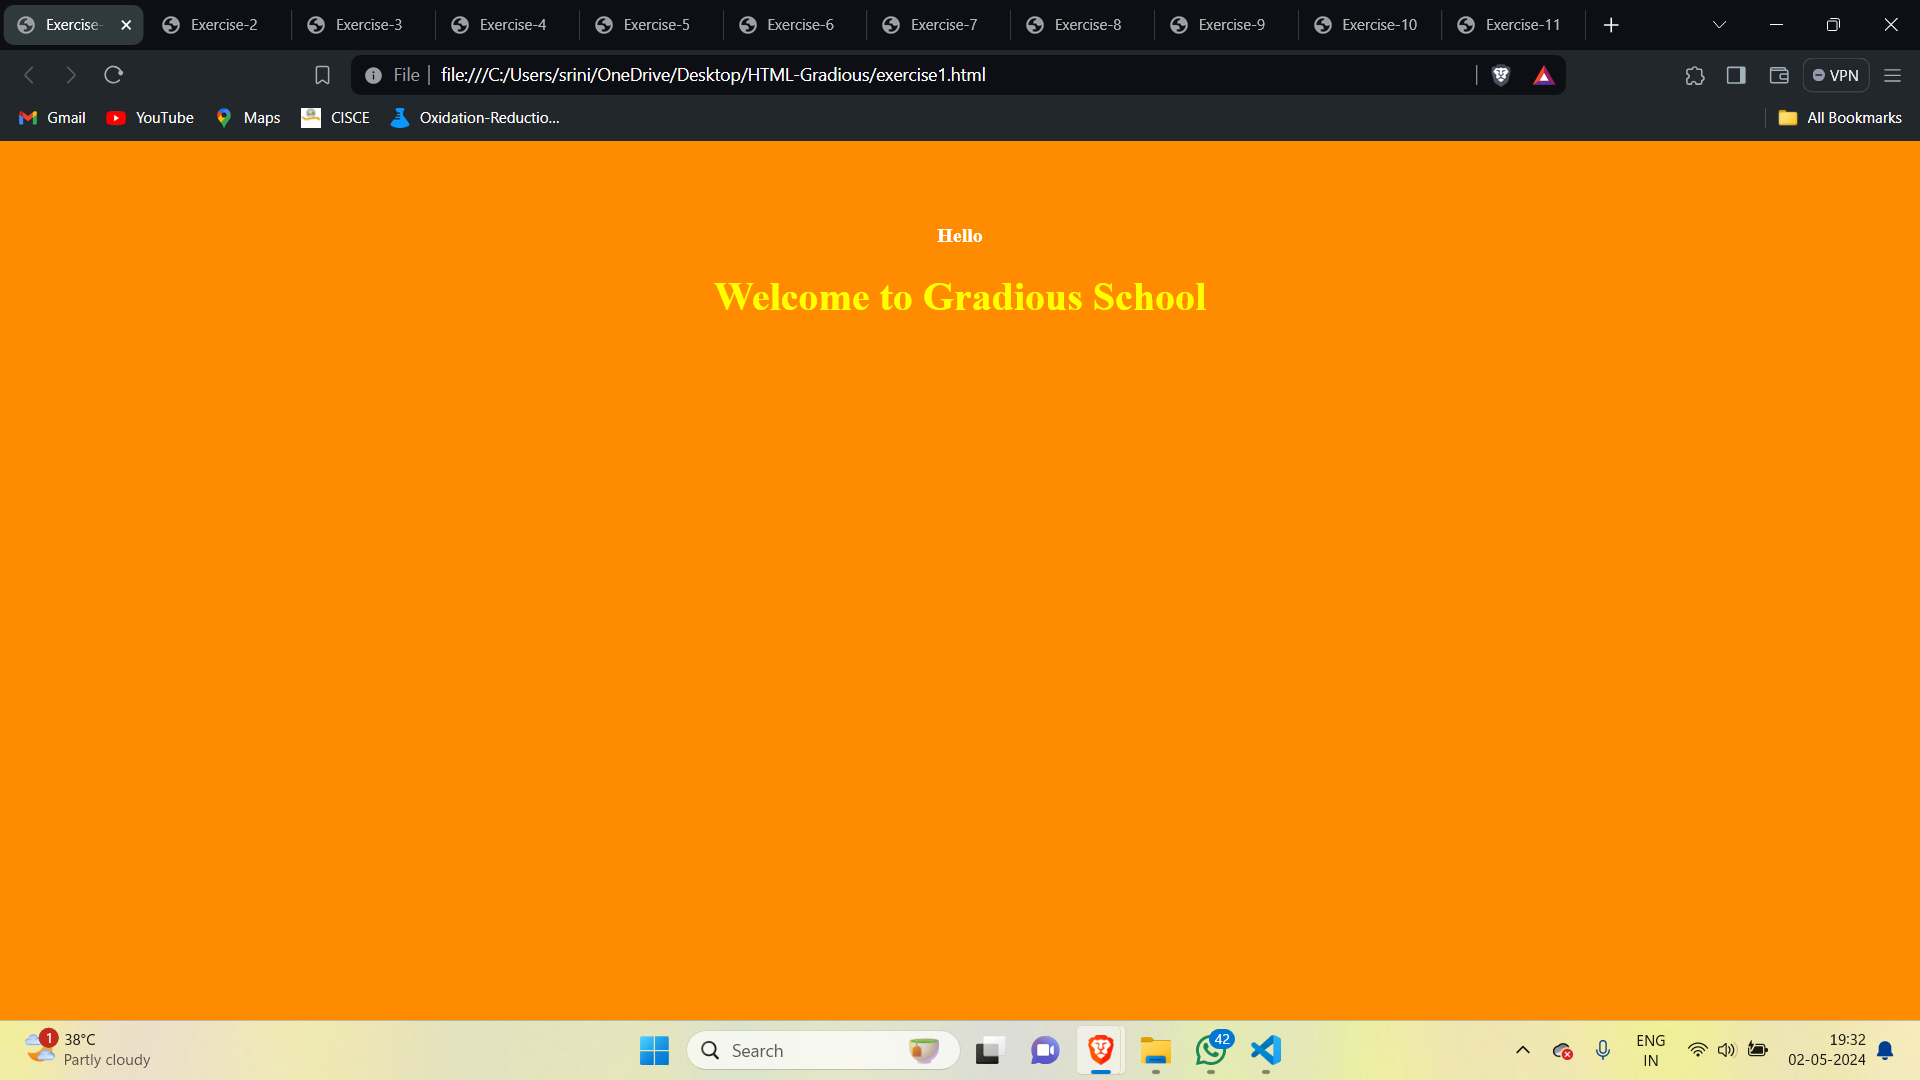 Exercise-
Exercise-2
Exercise-3
Exercise-4
Exercise-5
Exercise-6
Exercise-7
Exercise-8
Exercise-9
Exercise-10
Exercise-11
File
file:///C:/Users/srini/OneDrive/Desktop/HTML-Gradious/exercise1.html
VPN
Gmail
YouTube
Maps
CISCE
Oxidation-Reductio...
All Bookmarks
Hello
Welcome to Gradious School
1
38°C
Partly cloudy
Search
42
ENG
IN
19:32
02-05-2024